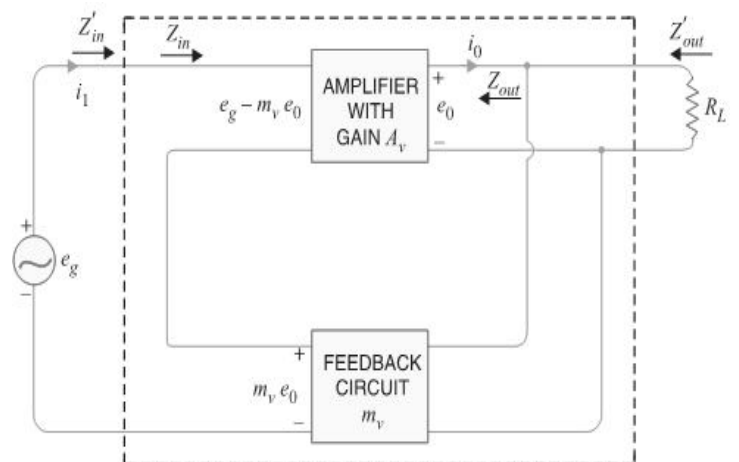 Z'in
Zin
i0
Z'out
i1
eg – mv e0
AMPLIFIER
WITH
GAIN Av
+
e0
–
Zout
RL
+
eg
–
+
mv e0
–
FEEDBACK
CIRCUIT
mv